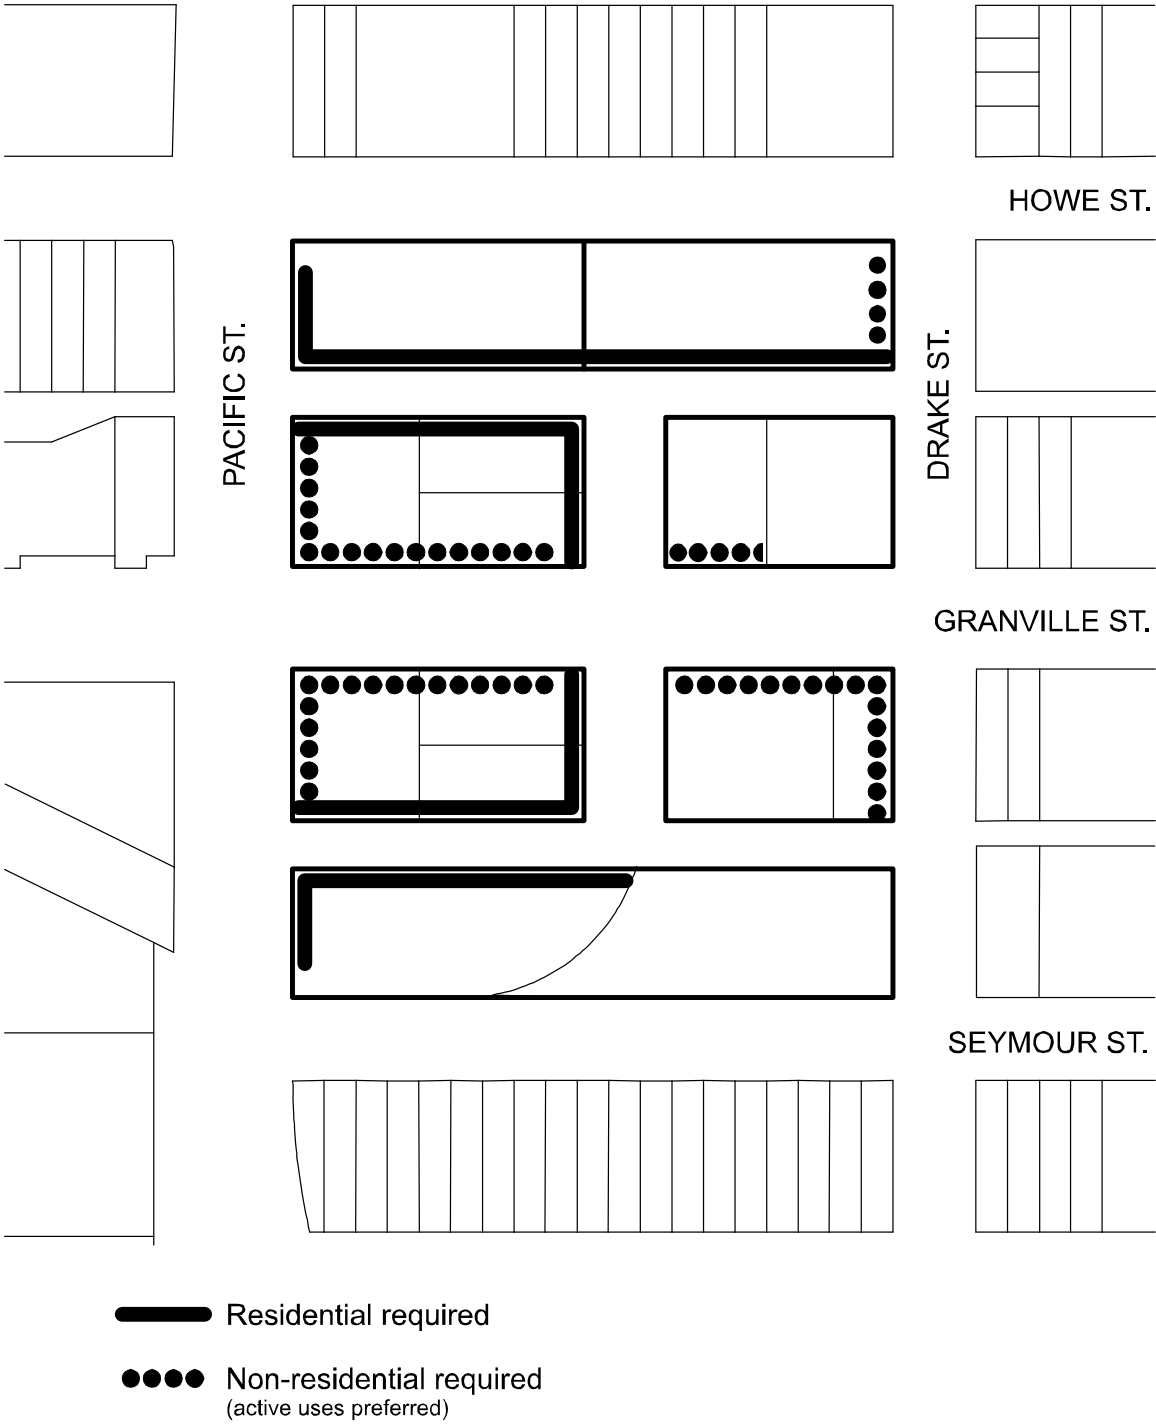 HOWE ST.
PACIFIC ST.
DRAKE ST.
GRANVILLE ST.
SEYMOUR ST.
Residential required
Non-residential required
(active uses preferred)